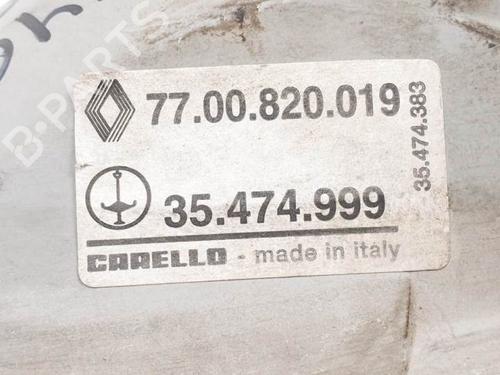 77.00.820.019
35.474.999
CARELLO - made in italy
35.474.383
B-PARTS